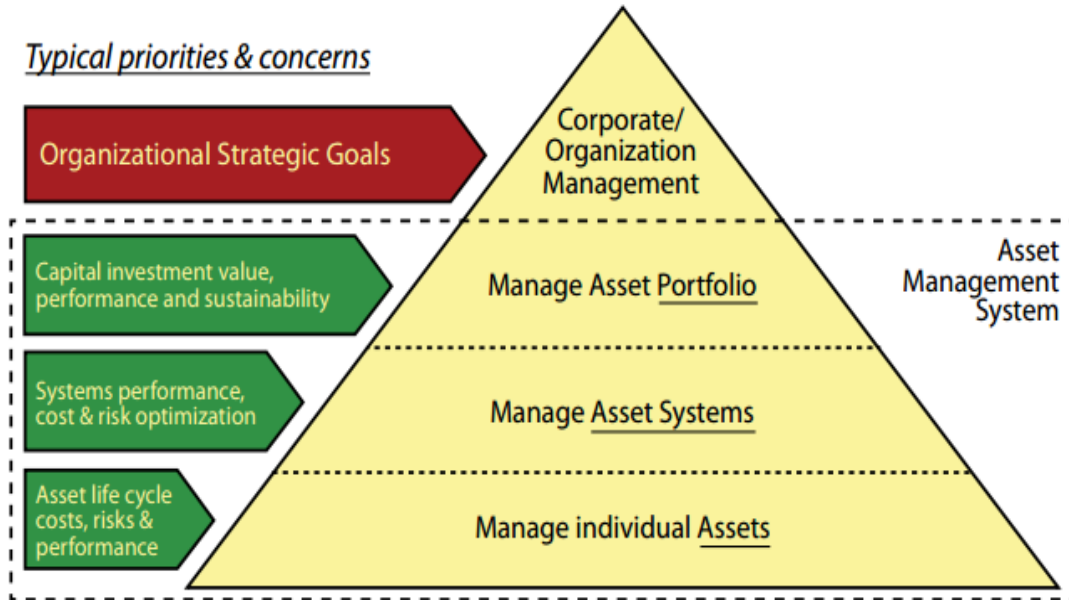 Typical priorities & concerns
Corporate/
Organization
Management
Organizational Strategic Goals
Asset
Management
System
Capital investment value,
performance and sustainability
Manage Asset Portfolio
Systems performance,
cost & risk optimization
Manage Asset Systems
Asset life cycle
costs, risks &
performance
Manage individual Assets